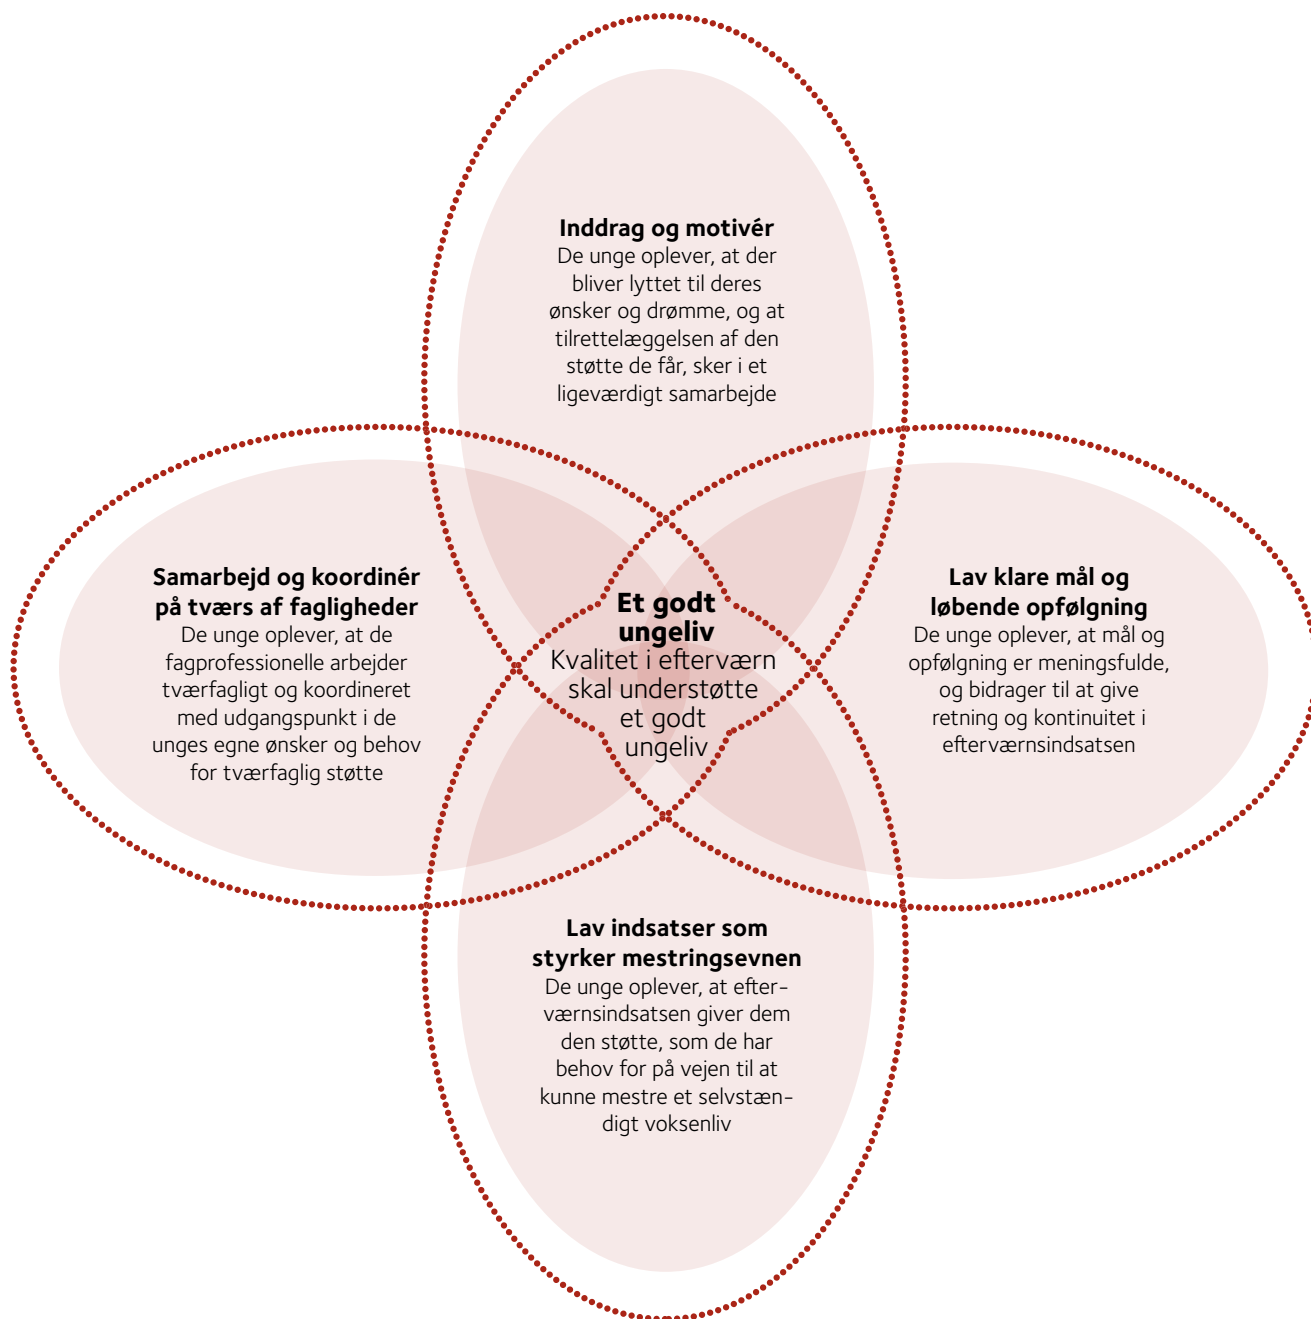 Inddrag og motivér
De unge oplever, at der
bliver lyttet til deres
ønsker og drømme, og at
tilrettelæggelsen af den
støtte de får, sker i et
ligeværdigt samarbejde
Samarbejd og koordinér
på tværs af fagligheder
De unge oplever, at de
fagprofessionelle arbejder
tværfagligt og koordineret
med udgangspunkt i de
unges egne ønsker og behov
for tværfaglig støtte
Et godt
ungeliv
Kvalitet i efterværn
skal understøtte
et godt
ungeliv
Lav klare mål og
løbende opfølgning
De unge oplever, at mål og
opfølgning er meningsfulde,
og bidrager til at give
retning og kontinuitet i
efterværnsindsatsen
Lav indsatser som
styrker mestringsevnen
De unge oplever, at efter-
værnsindsatsen giver dem
den støtte, som de har
behov for på vejen til at
kunne mestre et selvstæn-
digt voksenliv